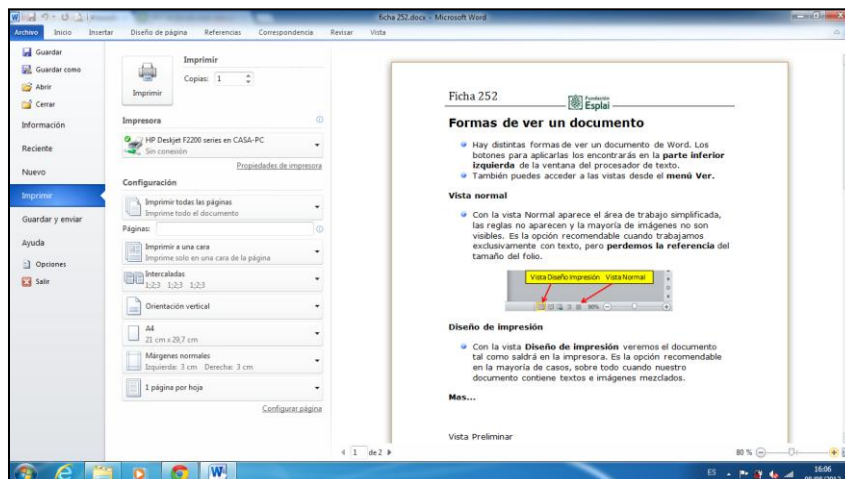 ficha 252.docx - Microsoft Word
Archivo Inicio Insertar Diseño de página Referencias Correspondencia Revisar Vista
Guardar
Guardar como
Abrir
Cerrar
Información
Reciente
Nuevo
Imprimir
Guardar y enviar
Ayuda
Opciones
Salir
Imprimir
Copias: 1
Imprimir
Impresora
HP Deskjet F2200 series en CASA-PC
Sin conexión
Propiedades de impresora
Configuración
Imprimir todas las páginas
Imprime todo el documento
Páginas:
Imprimir a una cara
Imprime solo en una cara de la página
Intercaladas
1;2;3 1;2;3 1;2;3
Orientación vertical
A4
21 cm x 29,7 cm
Márgenes normales
Izquierda: 3 cm Derecha: 3 cm
1 página por hoja
Configurar página
Ficha 252
Fundación
Esplai
Formas de ver un documento
Hay distintas formas de ver un documento de Word. Los
botones para aplicarlas los encontrarás en la parte inferior
izquierda de la ventana del procesador de texto.
También puedes acceder a las vistas desde el menú Ver.
Vista normal
Con la vista Normal aparece el área de trabajo simplificada,
las reglas no aparecen y la mayoría de imágenes no son
visibles. Es la opción recomendable cuando trabajamos
exclusivamente con texto, pero perdemos la referencia del
tamaño del folio.
Vista Diseño impresión Vista Normal
90%
Diseño de impresión
Con la vista Diseño de impresión veremos el documento
tal como saldrá en la impresora. Es la opción recomendable
en la mayoría de casos, sobre todo cuando nuestro
documento contiene textos e imágenes mezclados.
Mas...
Vista Preliminar
1 de 2
80 %
ES
16:06